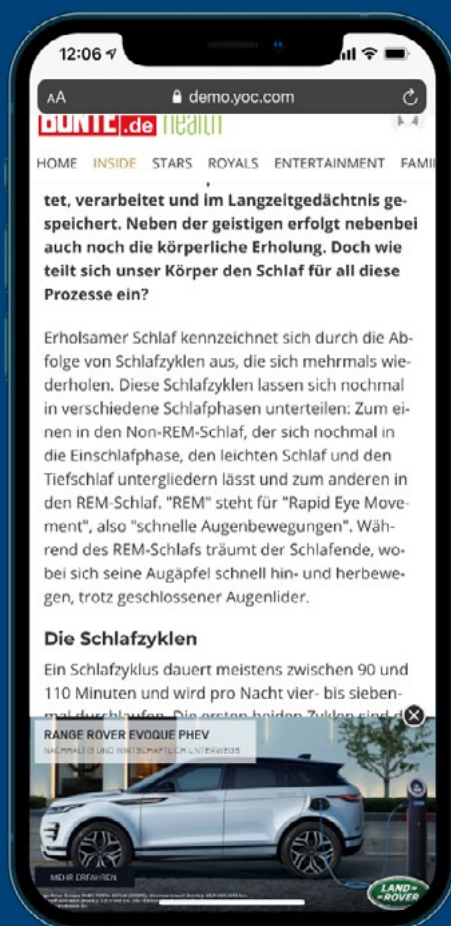 12:06
AA
demo.yoc.com
BUNTE.de health
HOME INSIDE STARS ROYALS ENTERTAINMENT FAMI
tet, verarbeitet und im Langzeitgedächtnis ge-
speichert. Neben der geistigen erfolgt nebenbei
auch noch die körperliche Erholung. Doch wie
teilt sich unser Körper den Schlaf für all diese
Prozesse ein?
Erholsamer Schlaf kennzeichnet sich durch die Ab-
folge von Schlafzyklen aus, die sich mehrmals wie-
derholen. Diese Schlafzyklen lassen sich nochmal
in verschiedene Schlafphasen unterteilen: Zum ei-
nen in den Non-REM-Schlaf, der sich nochmal in
die Einschlafphase, den leichten Schlaf und den
Tiefschlaf untergliedern lässt und zum anderen in
den REM-Schlaf. "REM" steht für "Rapid Eye Move-
ment", also "schnelle Augenbewegungen". Wäh-
rend des REM-Schlafs träumt der Schlafende, wo-
bei sich seine Augäpfel schnell hin- und herbewe-
gen, trotz geschlossener Augenlider.
Die Schlafzyklen
Ein Schlafzyklus dauert meistens zwischen 90 und
110 Minuten und wird pro Nacht vier- bis sieben-
mal durchlaufen. Die ersten beiden Zyklen sind d
RANGE ROVER EVOQUE PHEV
NACHHALTIG UND WIRTSCHAFTLICH UNTERWEGS
MEHR ERFAHREN
LAND-
ROVER